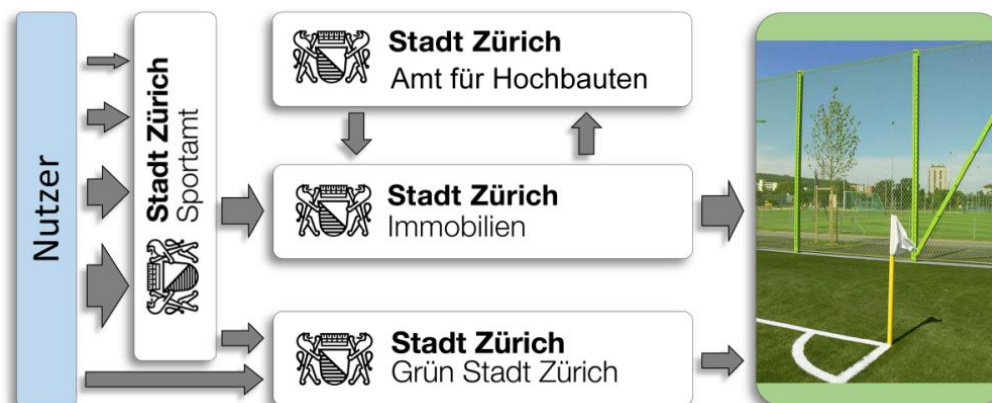 Nutzer
Stadt Zürich
Sportamt
Stadt Zürich
Amt für Hochbauten
Stadt Zürich
Immobilien
Stadt Zürich
Grün Stadt Zürich